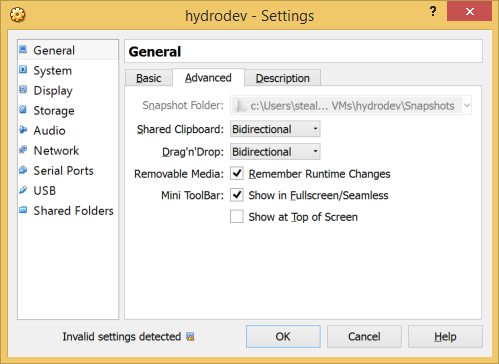 hydrodev - Settings
?
General
System
Display
Storage
Audio
Network
Serial Ports
USB
Shared Folders
General
Basic
Advanced
Description
Snapshot Folder: c:\Users\steal... VMs\hydrodev\Snapshots
Shared Clipboard: Bidirectional
Drag'n'Drop: Bidirectional
Removable Media: Remember Runtime Changes
Mini ToolBar: Show in Fullscreen/Seamless
Show at Top of Screen
Invalid settings detected
OK
Cancel
Help